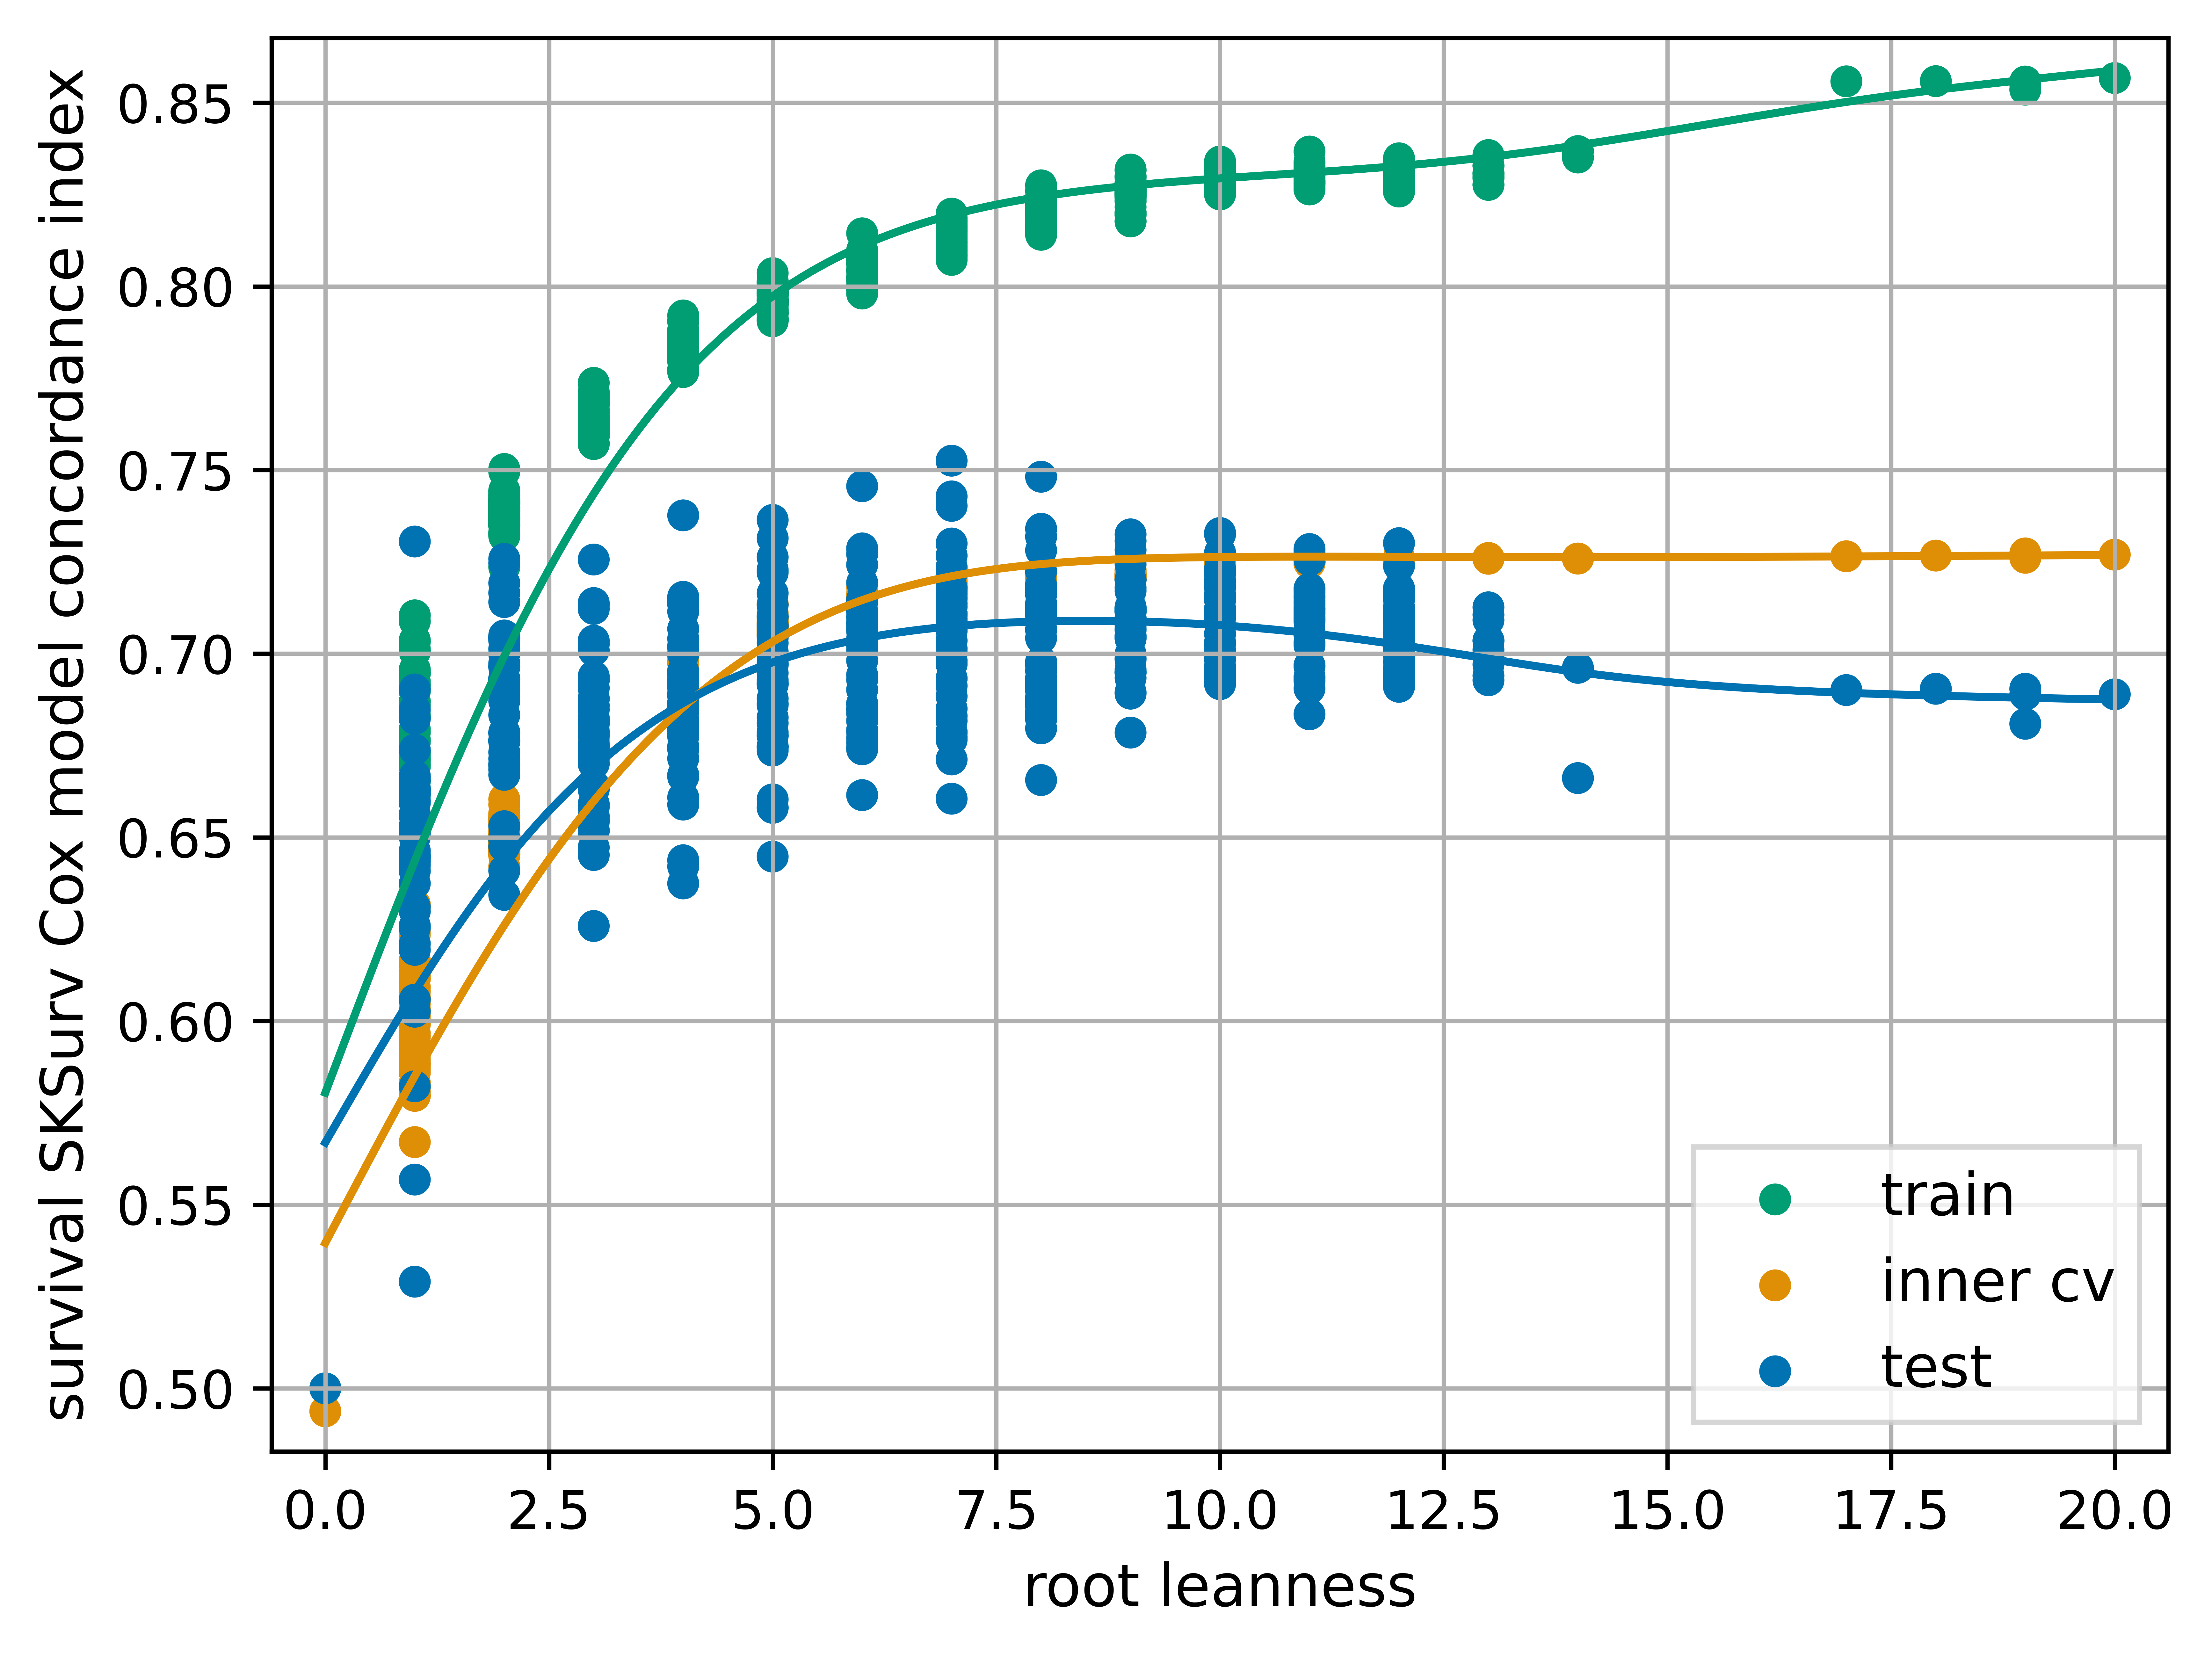 survival SKSurv Cox model concordance index
0.85
0.80
0.75
0.70
0.65
0.60
0.55
0.50
train
inner cv
test
0.0 2.5 5.0 7.5 10.0 12.5 15.0 17.5 20.0
root leanness